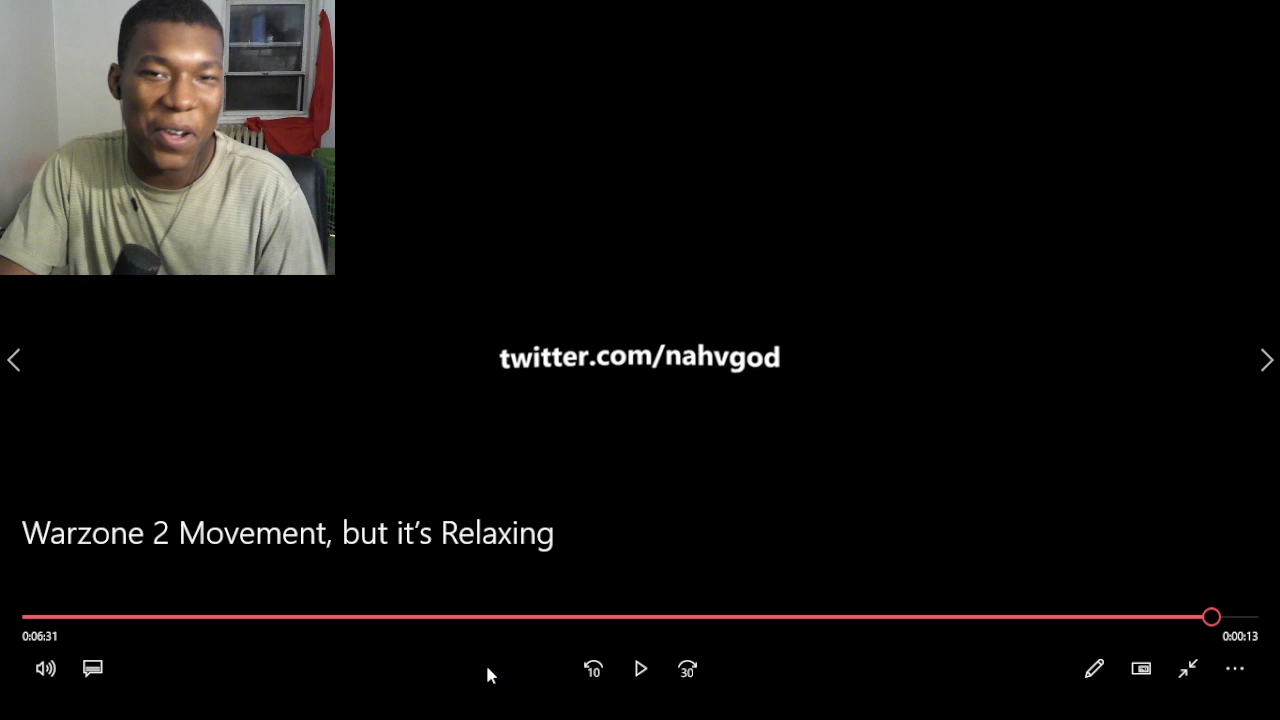 twitter.com/nahvgod
Warzone 2 Movement, but it's Relaxing
0:06:31
0:00:13
10
30